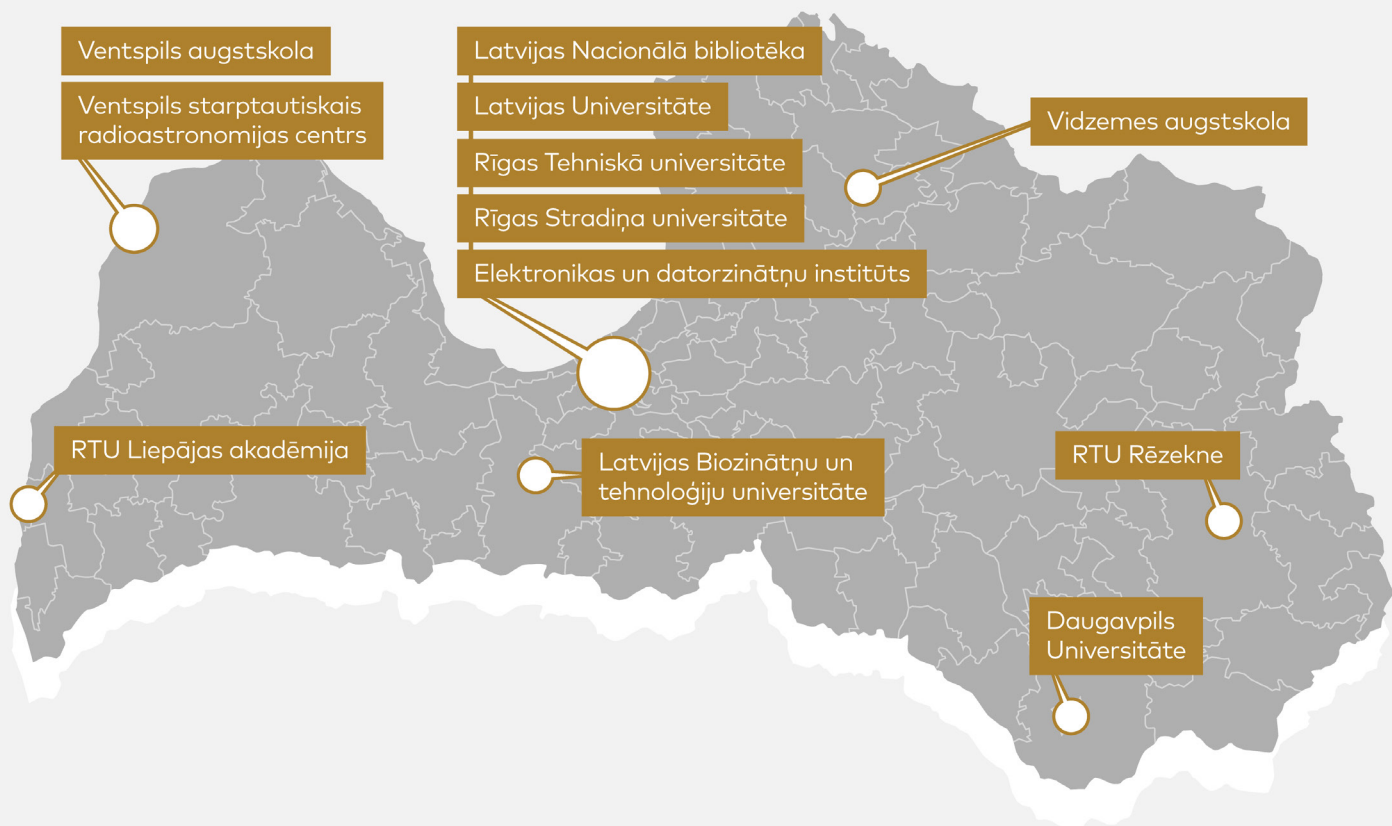 Ventspils augstskola
Ventspils starptautiskais
radioastronomijas centrs
Latvijas Nacionālā bibliotēka
Latvijas Universitāte
Rīgas Tehniskā universitāte
Rīgas Stradiņa universitāte
Elektronikas un datorzinātņu institūts
Vidzemes augstskola
RTU Liepājas akadēmija
Latvijas Biozinātņu un
tehnoloģiju universitāte
RTU Rēzekne
Daugavpils
Universitāte